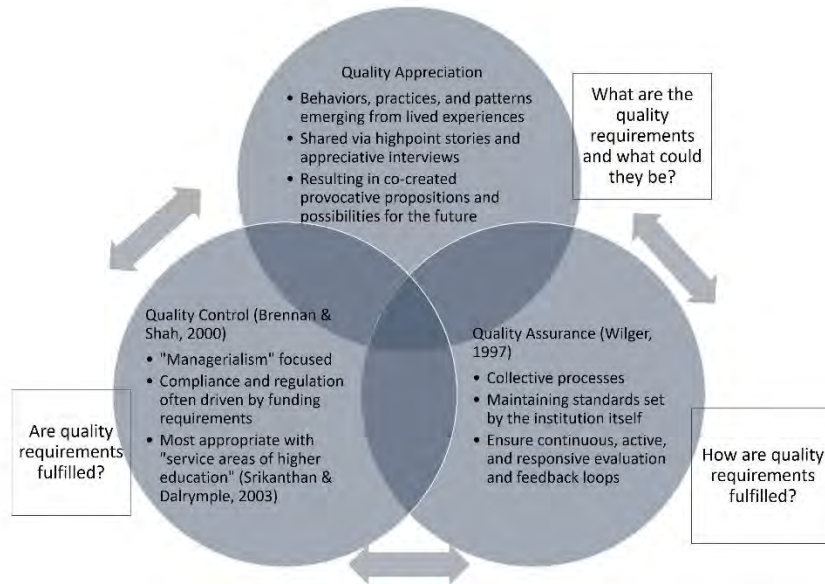 Quality Appreciation
• Behaviors, practices, and patterns
emerging from lived experiences
• Shared via highpoint stories and
appreciative interviews
• Resulting in co-created
provocative propositions and
possibilities for the future
What are the
quality
requirements
and what could
they be?
Quality Control (Brennan &
Shah, 2000)
• "Managerialism" focused
• Compliance and regulation
often driven by funding
requirements
• Most appropriate with
"service areas of higher
education" (Srikanthan &
Dalrymple, 2003)
Are quality
requirements
fulfilled?
Quality Assurance (Wilger,
1997)
• Collective processes
• Maintaining standards set
by the institution itself
• Ensure continuous, active,
and responsive evaluation
and feedback loops
How are quality
requirements
fulfilled?